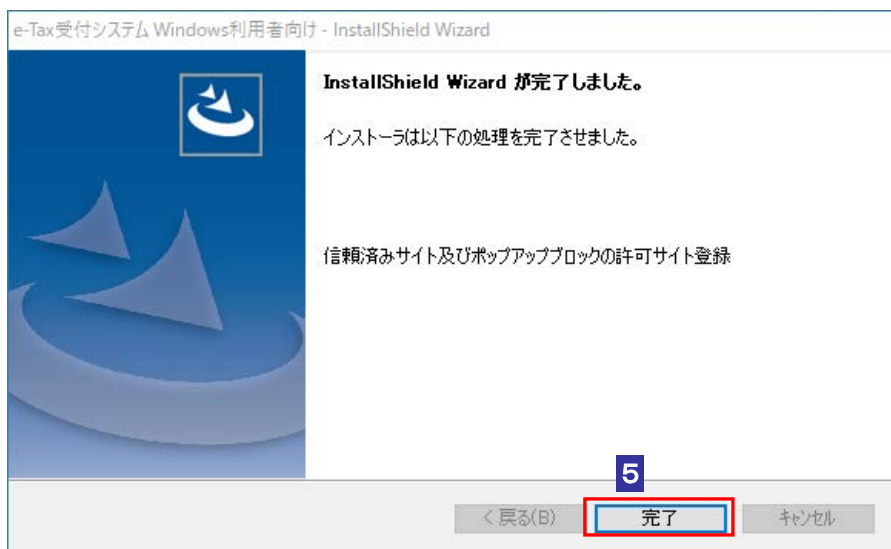 e-Tax受付システム Windows利用者向け - InstallShield Wizard
InstallShield Wizard が完了しました。
インストーラは以下の処理を完了させました。
信頼済みサイト及びポップアップブロックの許可サイト登録
5
< 戻る(B)
完了
キャンセル